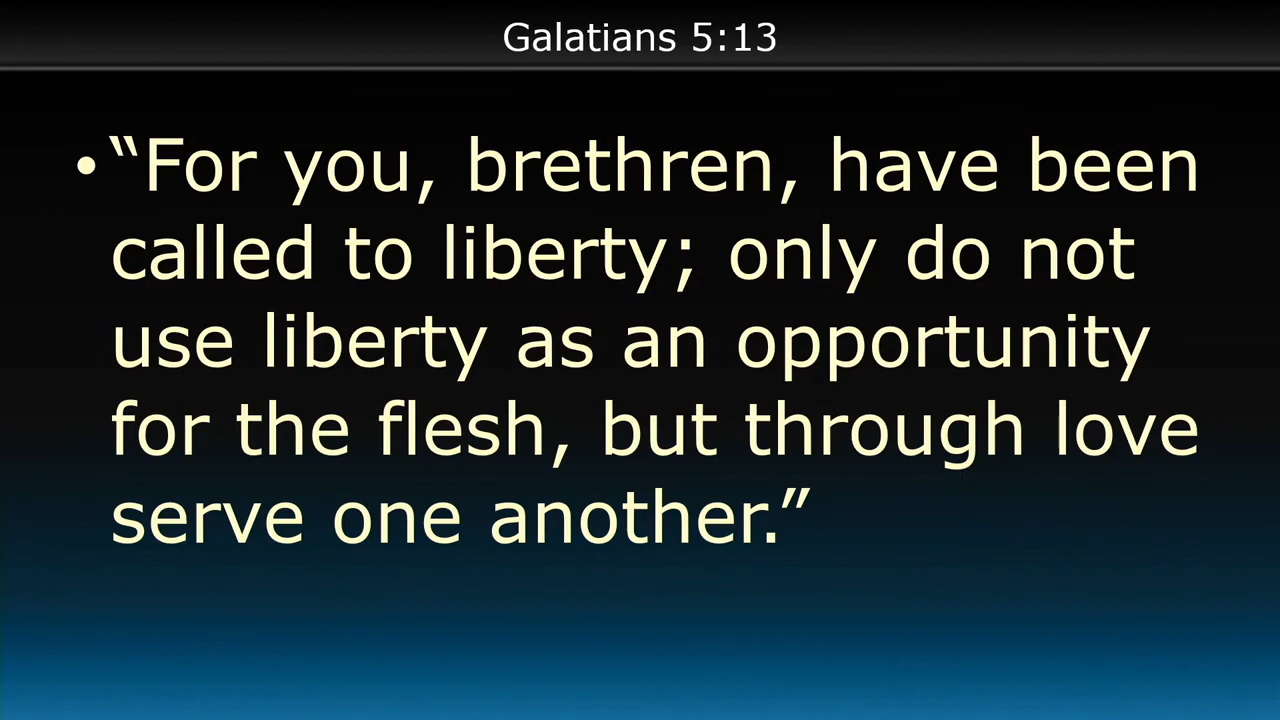 Galatians 5:13
•“For you, brethren, have been
called to liberty; only do not
use liberty as an opportunity
for the flesh, but through love
serve one another.”